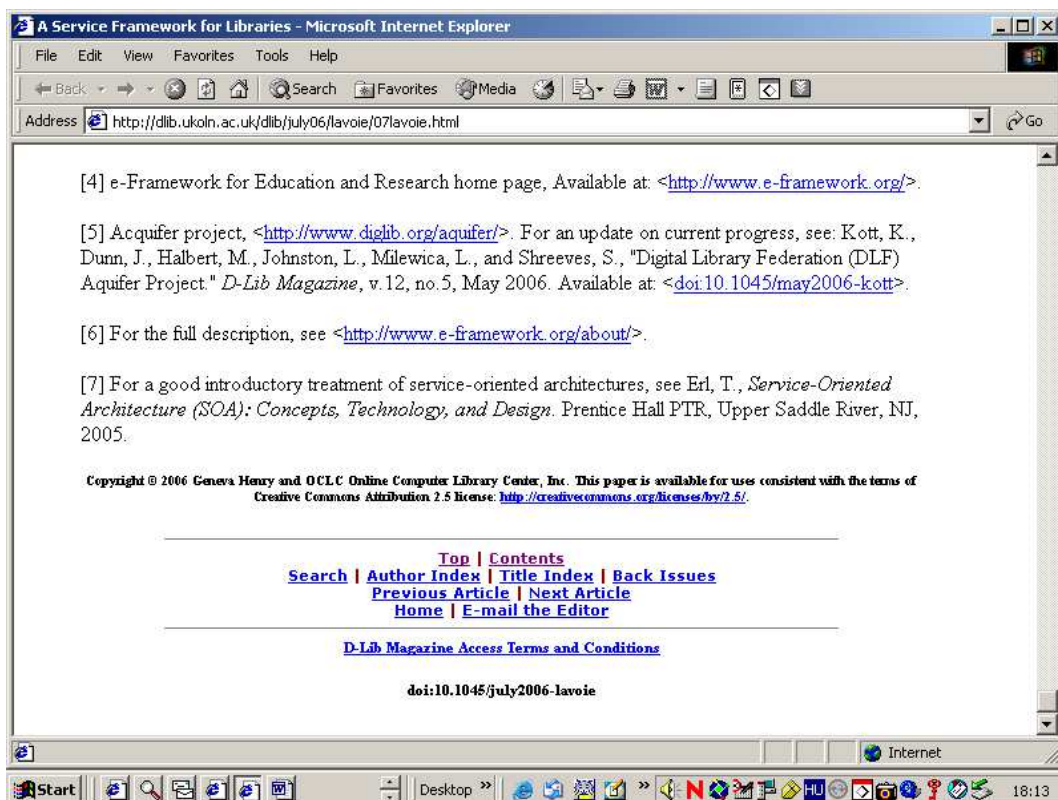 A Service Framework for Libraries - Microsoft Internet Explorer
File Edit View Favorites Tools Help
Back Search Favorites Media
Address http://dlib.ukoln.ac.uk/dlib/july06/lavoie/07lavoie.html Go
[4] e-Framework for Education and Research home page, Available at: <http://www.e-framework.org/>.
[5] Acquifer project, <http://www.diglib.org/aquifer/>. For an update on current progress, see: Kott, K.,
Dunn, J., Halbert, M., Johnston, L., Milewica, L., and Shreeves, S., "Digital Library Federation (DLF)
Aquifer Project." D-Lib Magazine, v.12, no.5, May 2006. Available at: <doi:10.1045/may2006-kott>.
[6] For the full description, see <http://www.e-framework.org/about/>.
[7] For a good introductory treatment of service-oriented architectures, see Erl, T., Service-Oriented
Architecture (SOA): Concepts, Technology, and Design. Prentice Hall PTR, Upper Saddle River, NJ,
2005.
Copyright © 2006 Geneva Henry and OCLC Online Computer Library Center, Inc. This paper is available for uses consistent with the terms of
Creative Commons Attribution 2.5 license: http://creativecommons.org/licenses/by/2.5/.
Top | Contents
Search | Author Index | Title Index | Back Issues
Previous Article | Next Article
Home | E-mail the Editor
D-Lib Magazine Access Terms and Conditions
doi:10.1045/july2006-lavoie
Internet
Start Desktop » » N HU 18:13